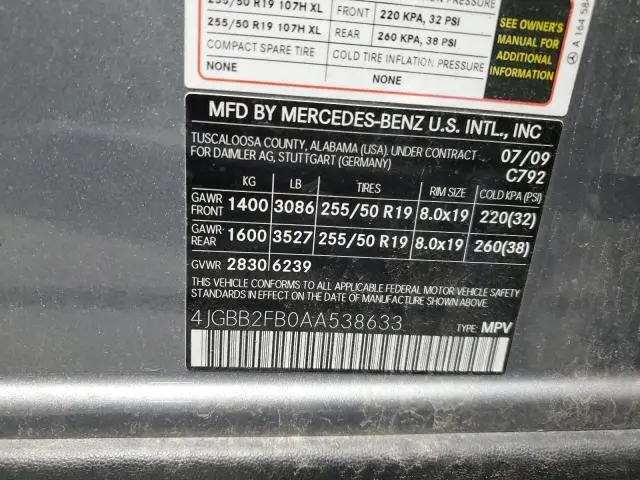 255/50 R19 107H XL FRONT 220 KPA, 32 PSI
255/50 R19 107H XL REAR 260 KPA, 38 PSI
COMPACT SPARE TIRE COLD TIRE INFLATION PRESSURE
NONE NONE
SEE OWNER'S
MANUAL FOR
ADDITIONAL
INFORMATION
A 164 584
MFD BY MERCEDES-BENZ U.S. INTL., INC
TUSCALOOSA COUNTY, ALABAMA (USA), UNDER CONTRACT 07/09
FOR DAIMLER AG, STUTTGART (GERMANY) C792
KG LB TIRES RIM SIZE COLD KPA (PSI)
GAWR FRONT 1400 3086 255/50 R19 8.0x19 220(32)
GAWR REAR 1600 3527 255/50 R19 8.0x19 260(38)
GVWR 2830 6239
THIS VEHICLE CONFORMS TO ALL APPLICABLE FEDERAL MOTOR VEHICLE SAFETY
STANDARDS IN EFFECT ON THE DATE OF MANUFACTURE SHOWN ABOVE.
4JGBB2FB0AA538633 TYPE: MPV